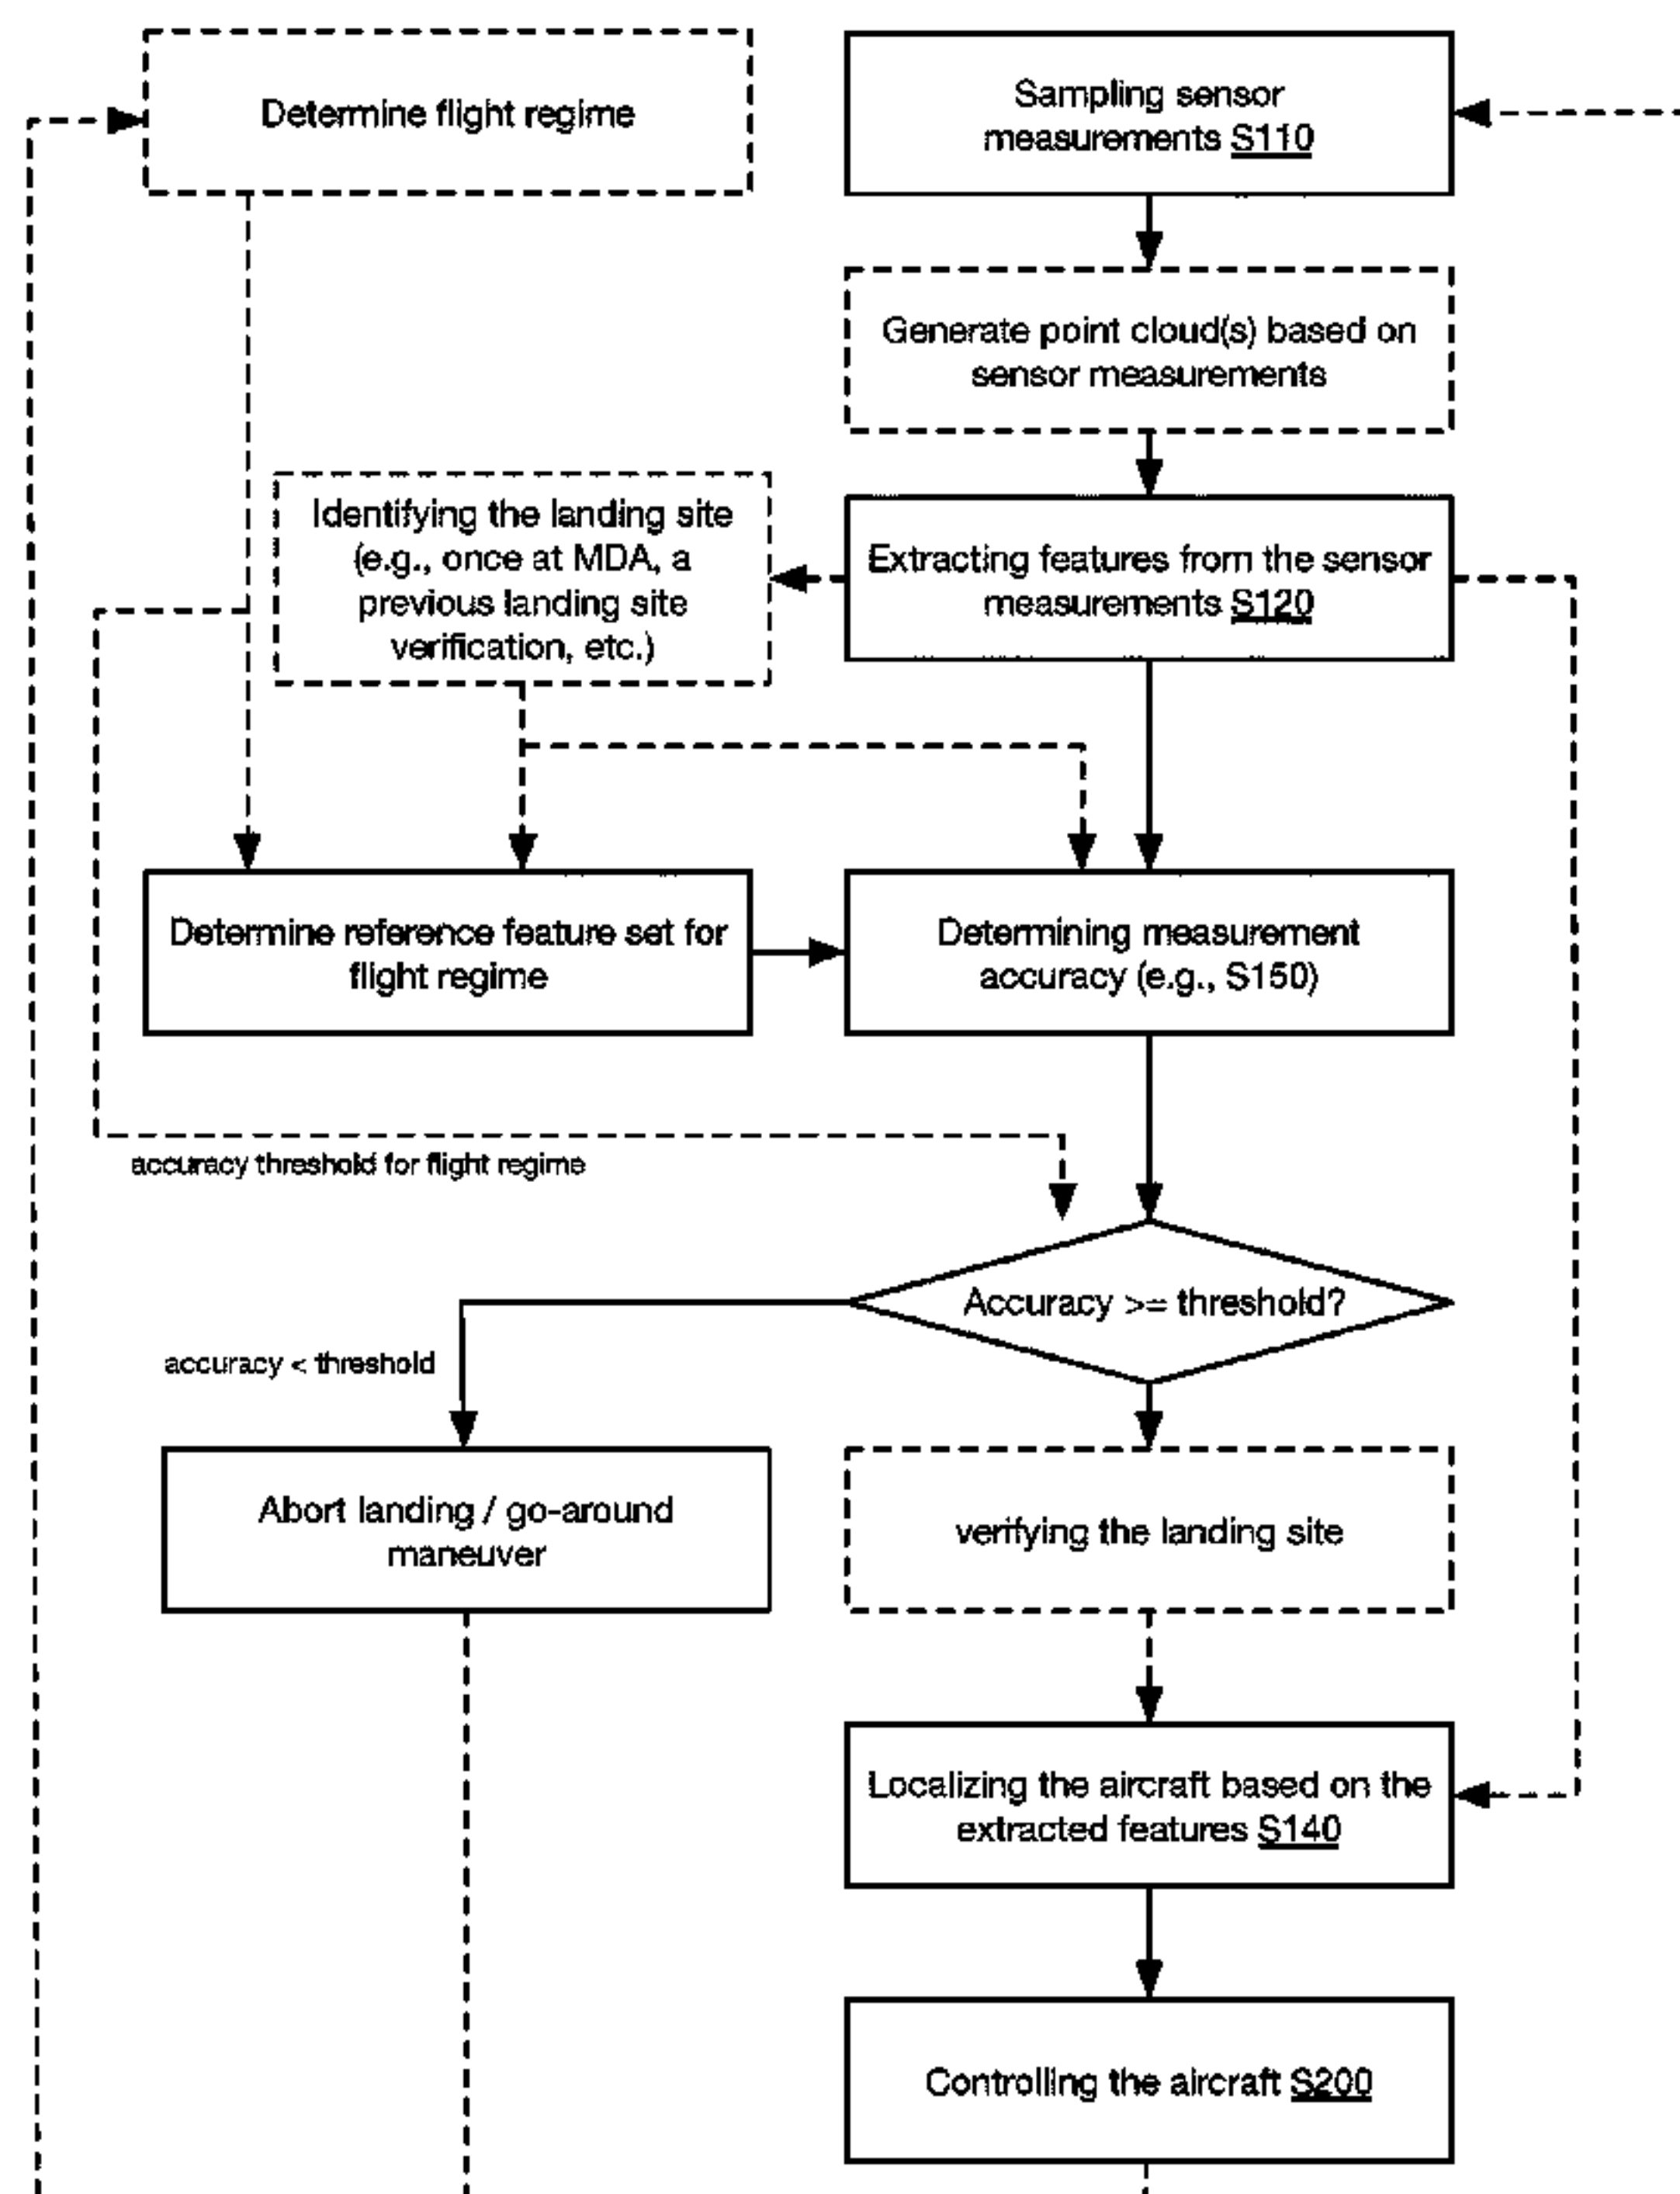 Determine flight regime
Sampling sensor
measurements S110
Generate point cloud(s) based on
sensor measurements
Identifying the landing site
(e.g., once at MDA, a
previous landing site
verification, etc.)
Extracting features from the sensor
measurements S120
Determine reference feature set for
flight regime
Determining measurement
accuracy (e.g., S150)
accuracy threshold for flight regime
Accuracy >= threshold?
accuracy < threshold
Abort landing / go-around
maneuver
verifying the landing site
Localizing the aircraft based on the
extracted features S140
Controlling the aircraft S200